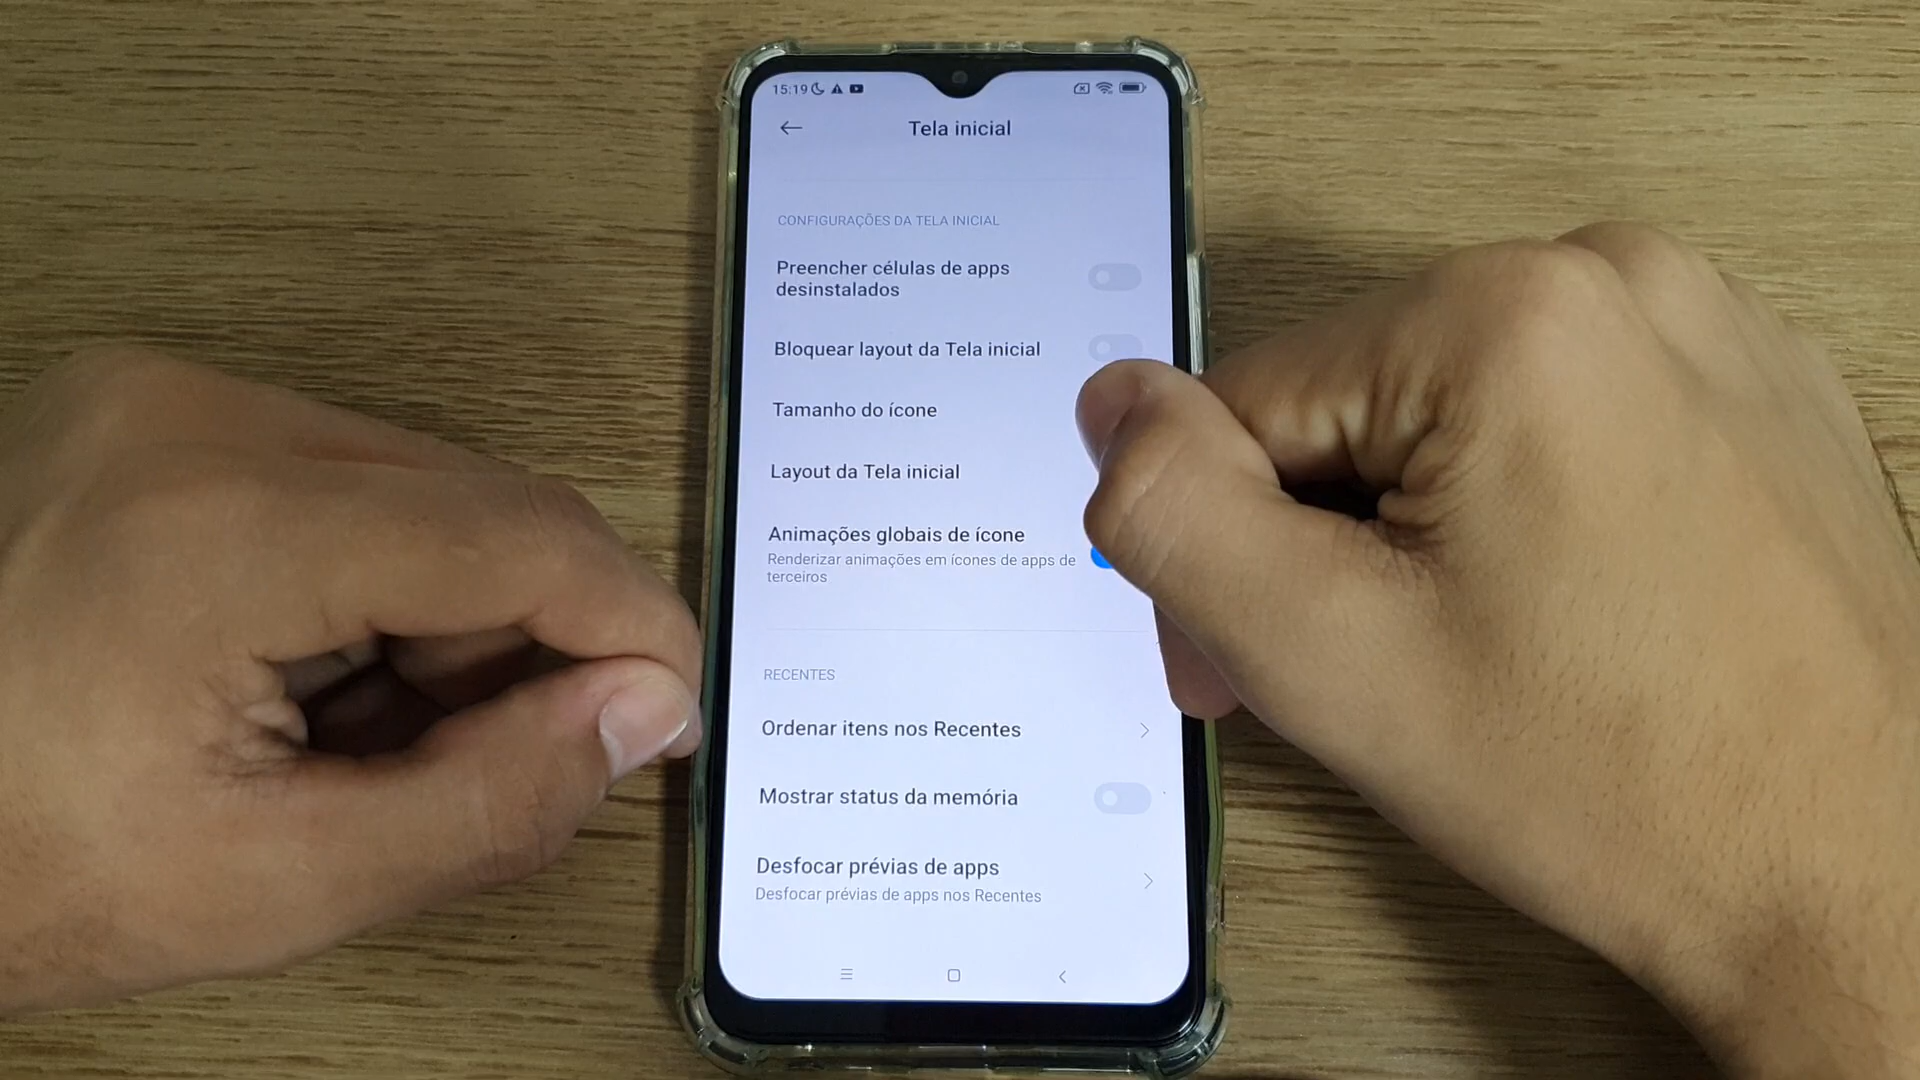 15:19
Tela inicial
CONFIGURAÇÕES DA TELA INICIAL
Preencher células de apps
desinstalados
Bloquear layout da Tela inicial
Tamanho do ícone
Layout da Tela inicial
Animações globais de ícone
Renderizar animações em ícones de apps de
terceiros
RECENTES
Ordenar itens nos Recentes
Mostrar status da memória
Desfocar prévias de apps
Desfocar prévias de apps nos Recentes